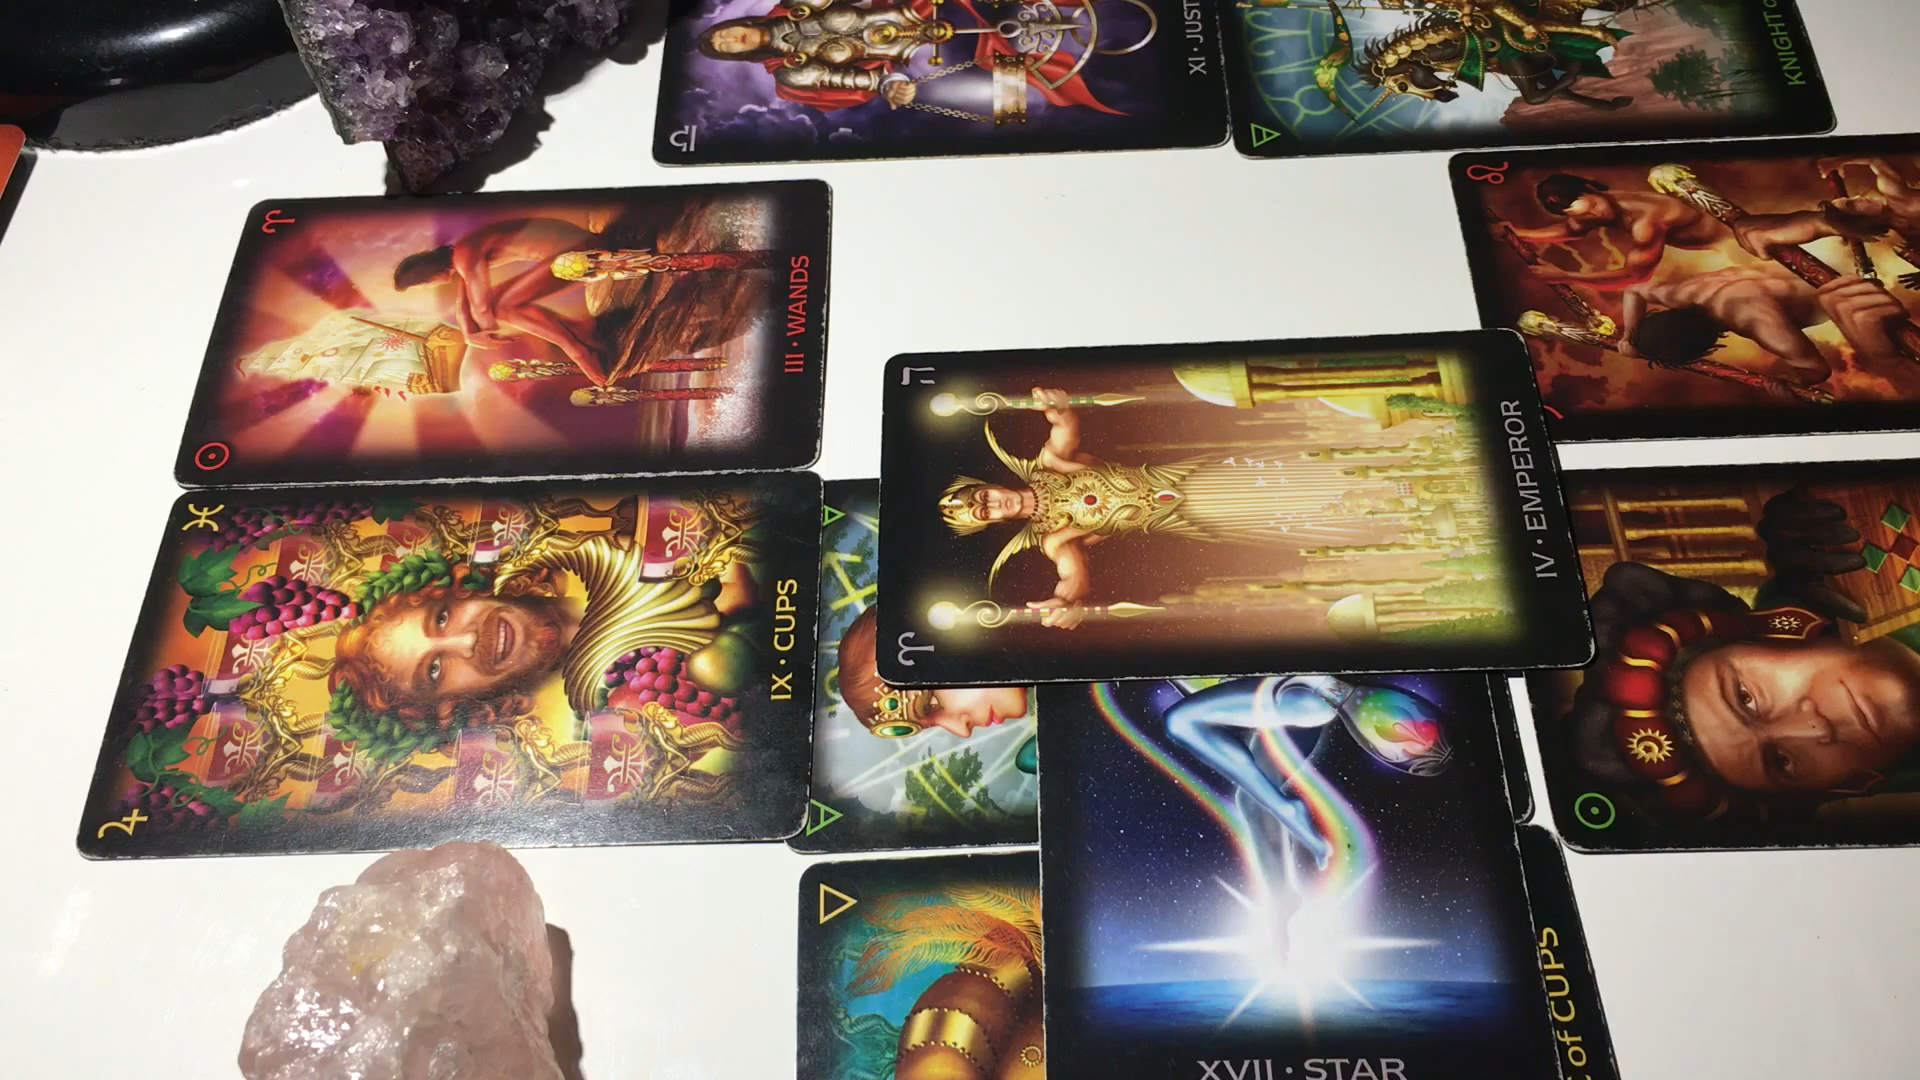 XI · JUST
KNIGHT o
III · WANDS
ה
IV · EMPEROR
IX · CUPS
of CUPS
XVII · STAR